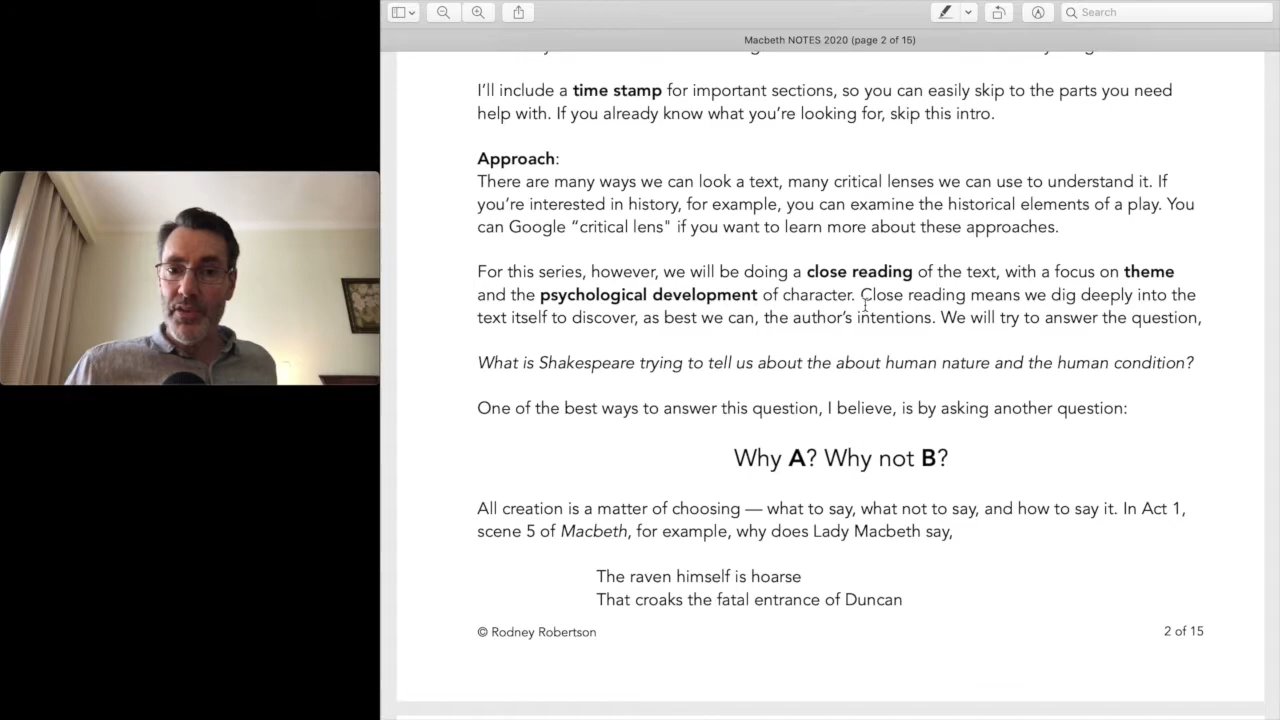 Search
Macbeth NOTES 2020 (page 2 of 15)
I'll include a time stamp for important sections, so you can easily skip to the parts you need
help with. If you already know what you're looking for, skip this intro.
Approach:
There are many ways we can look a text, many critical lenses we can use to understand it. If
you're interested in history, for example, you can examine the historical elements of a play. You
can Google “critical lens" if you want to learn more about these approaches.
For this series, however, we will be doing a close reading of the text, with a focus on theme
and the psychological development of character. Close reading means we dig deeply into the
text itself to discover, as best we can, the author's intentions. We will try to answer the question,
What is Shakespeare trying to tell us about the about human nature and the human condition?
One of the best ways to answer this question, I believe, is by asking another question:
Why A? Why not B?
All creation is a matter of choosing — what to say, what not to say, and how to say it. In Act 1,
scene 5 of Macbeth, for example, why does Lady Macbeth say,
The raven himself is hoarse
That croaks the fatal entrance of Duncan
© Rodney Robertson
2 of 15